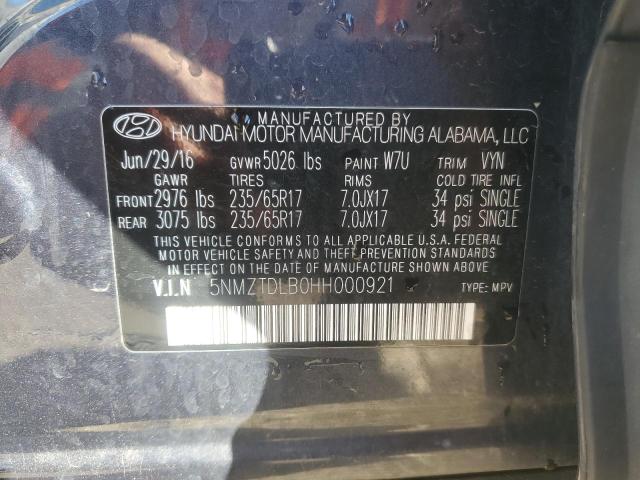 MANUFACTURED BY
HYUNDAI MOTOR MANUFACTURING ALABAMA, LLC
Jun/29/16 GVWR 5026 lbs PAINT W7U TRIM VYN
GAWR TIRES RIMS COLD TIRE INFL
FRONT 2976 lbs 235/65R17 7.0JX17 34 psi SINGLE
REAR 3075 lbs 235/65R17 7.0JX17 34 psi SINGLE
THIS VEHICLE CONFORMS TO ALL APPLICABLE U.S.A. FEDERAL
MOTOR VEHICLE SAFETY AND THEFT PREVENTION STANDARDS
IN EFFECT ON THE DATE OF MANUFACTURE SHOWN ABOVE.
V.I.N 5NMZTDLB0HH000921 TYPE: MPV